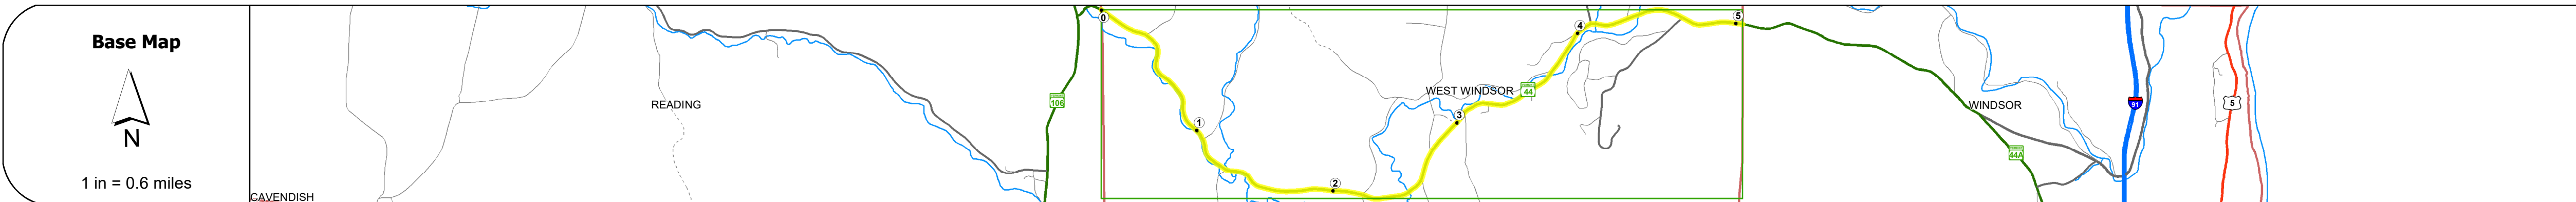 Base Map
N
1 in = 0.6 miles
CAVENDISH
READING
106
0
1
2
3
4
5
WEST WINDSOR
44
WINDSOR
44A
91
5